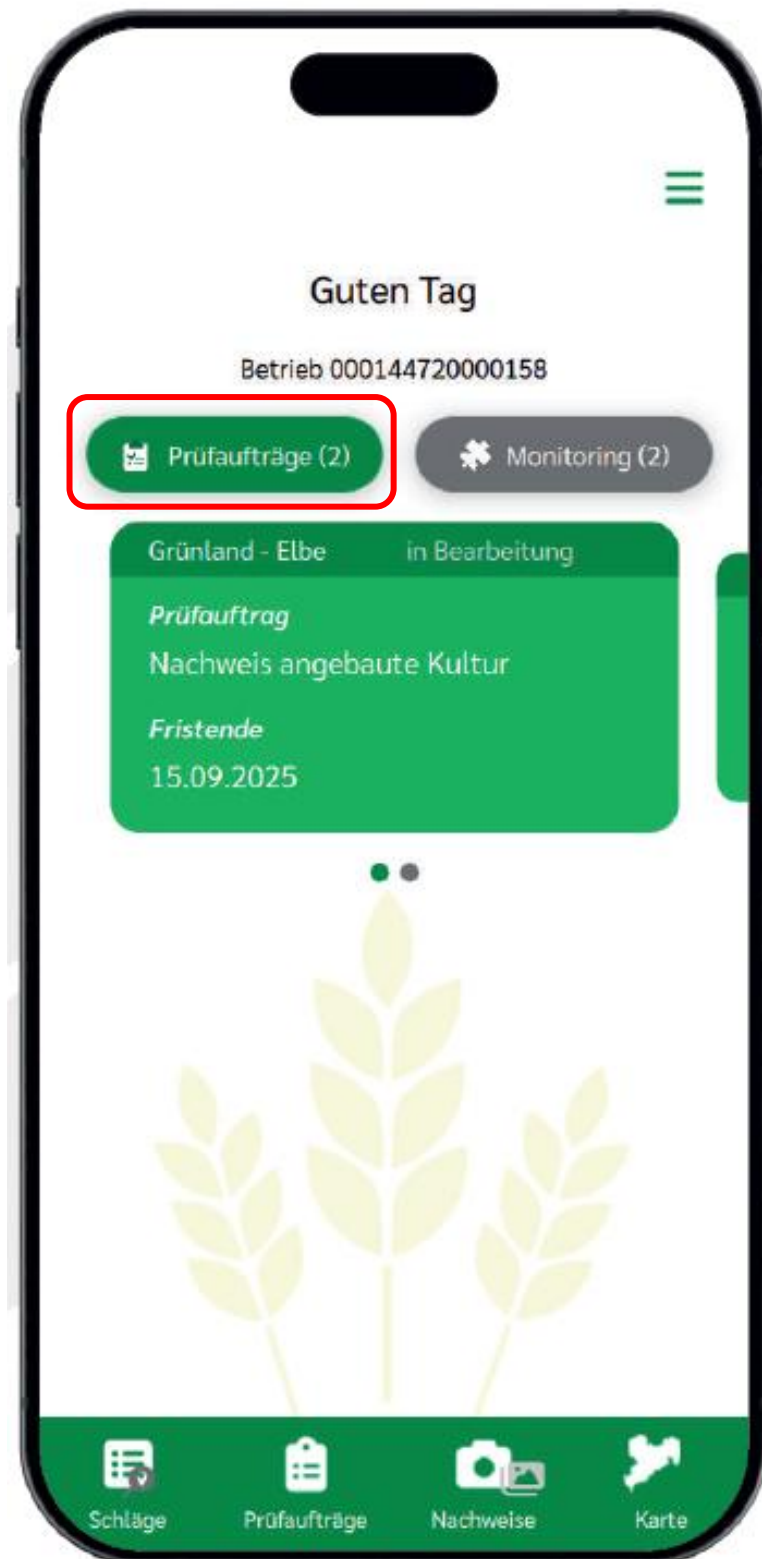 Guten Tag
Betrieb 000144720000158
Prüfaufträge (2)
Monitoring (2)
Grünland - Elbe in Bearbeitung
Prüfauftrag
Nachweis angebaute Kultur
Fristende
15.09.2025
Schläge Prüfaufträge Nachweise Karte